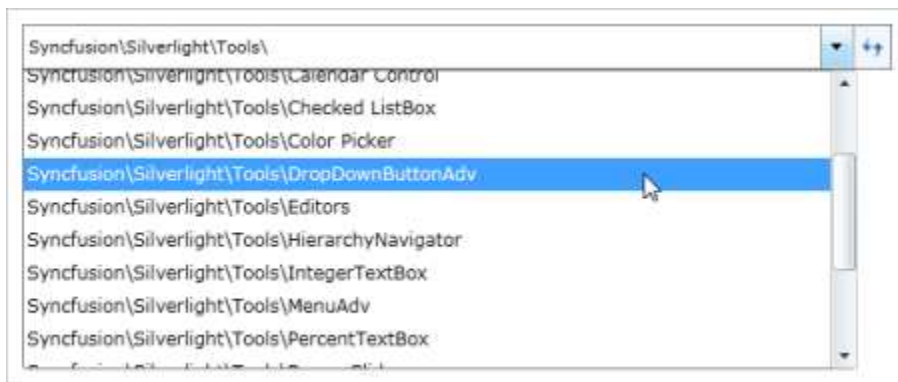 Syncfusion\Silverlight\Tools\
Syncfusion\Silverlight\Tools\Calendar Control
Syncfusion\Silverlight\Tools\Checked ListBox
Syncfusion\Silverlight\Tools\Color Picker
Syncfusion\Silverlight\Tools\DropDownButtonAdv
Syncfusion\Silverlight\Tools\Editors
Syncfusion\Silverlight\Tools\HierarchyNavigator
Syncfusion\Silverlight\Tools\IntegerTextBox
Syncfusion\Silverlight\Tools\MenuAdv
Syncfusion\Silverlight\Tools\PercentTextBox